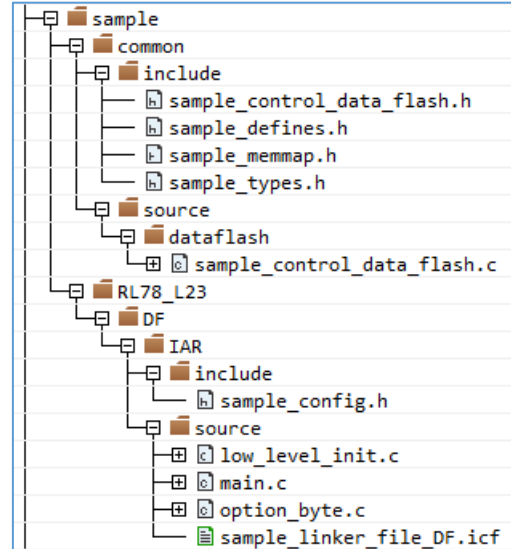 sample
common
include
sample_control_data_flash.h
sample_defines.h
sample_memmap.h
sample_types.h
source
dataflash
sample_control_data_flash.c
RL78_L23
DF
IAR
include
sample_config.h
source
low_level_init.c
main.c
option_byte.c
sample_linker_file_DF.icf